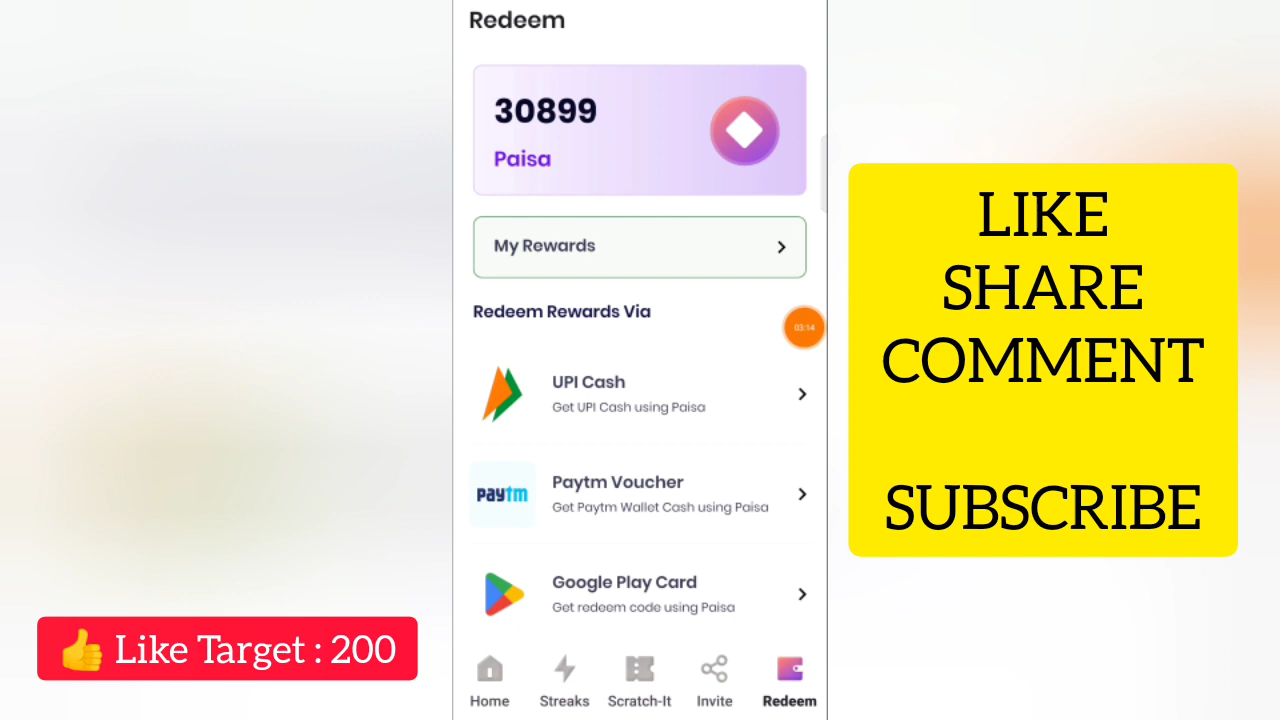 Redeem
30899
Paisa
My Rewards
Redeem Rewards Via
03:14
UPI Cash
Get UPI Cash using Paisa
paytm
Paytm Voucher
Get Paytm Wallet Cash using Paisa
Google Play Card
Get redeem code using Paisa
Home
Streaks
Scratch-It
Invite
Redeem
LIKE
SHARE
COMMENT
SUBSCRIBE
👍 Like Target : 200